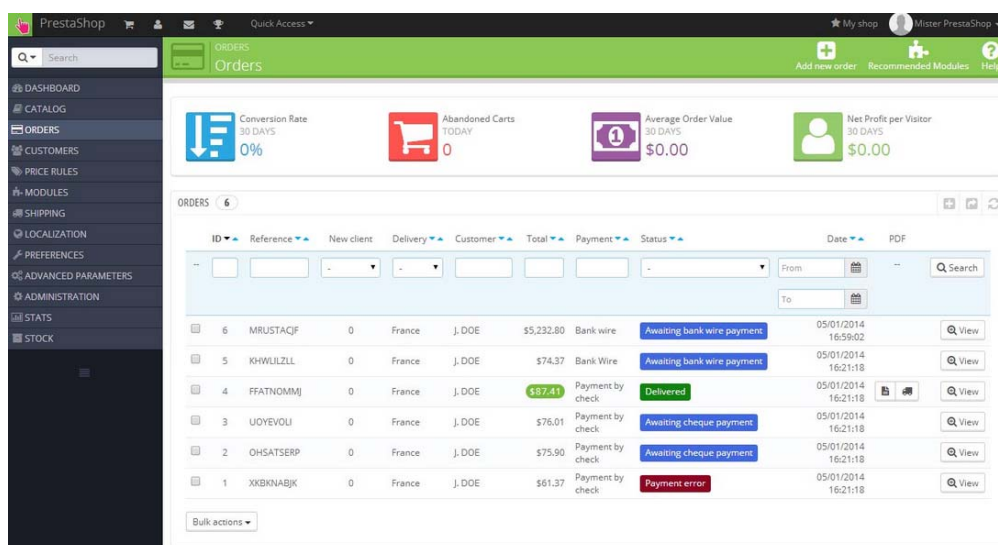 PrestaShop Quick Access My shop Mister PrestaShop
Search
ORDERS
Orders
Add new order Recommended Modules Help
DASHBOARD
CATALOG
ORDERS
CUSTOMERS
PRICE RULES
MODULES
SHIPPING
LOCALIZATION
PREFERENCES
ADVANCED PARAMETERS
ADMINISTRATION
STATS
STOCK
Conversion Rate
30 DAYS
0%
Abandoned Carts
TODAY
0
1
Average Order Value
30 DAYS
$0.00
Net Profit per Visitor
30 DAYS
$0.00
ORDERS 6
ID Reference New client Delivery Customer Total Payment Status Date PDF
-- - - - From -- Search
To
6 MRUSTACJF 0 France J. DOE $5,232.80 Bank wire Awaiting bank wire payment 05/01/2014 View
16:59:02
5 KHWLILZLL 0 France J. DOE $74.37 Bank Wire Awaiting bank wire payment 05/01/2014 View
16:21:18
4 FFATNOMMJ 0 France J. DOE $87.41 Payment by Delivered 05/01/2014 View
check 16:21:18
3 UOYEVOLI 0 France J. DOE $76.01 Payment by Awaiting cheque payment 05/01/2014 View
check 16:21:18
2 OHSATSERP 0 France J. DOE $75.90 Payment by Awaiting cheque payment 05/01/2014 View
check 16:21:18
1 XKBKNABJK 0 France J. DOE $61.37 Payment by Payment error 05/01/2014 View
check 16:21:18
Bulk actions